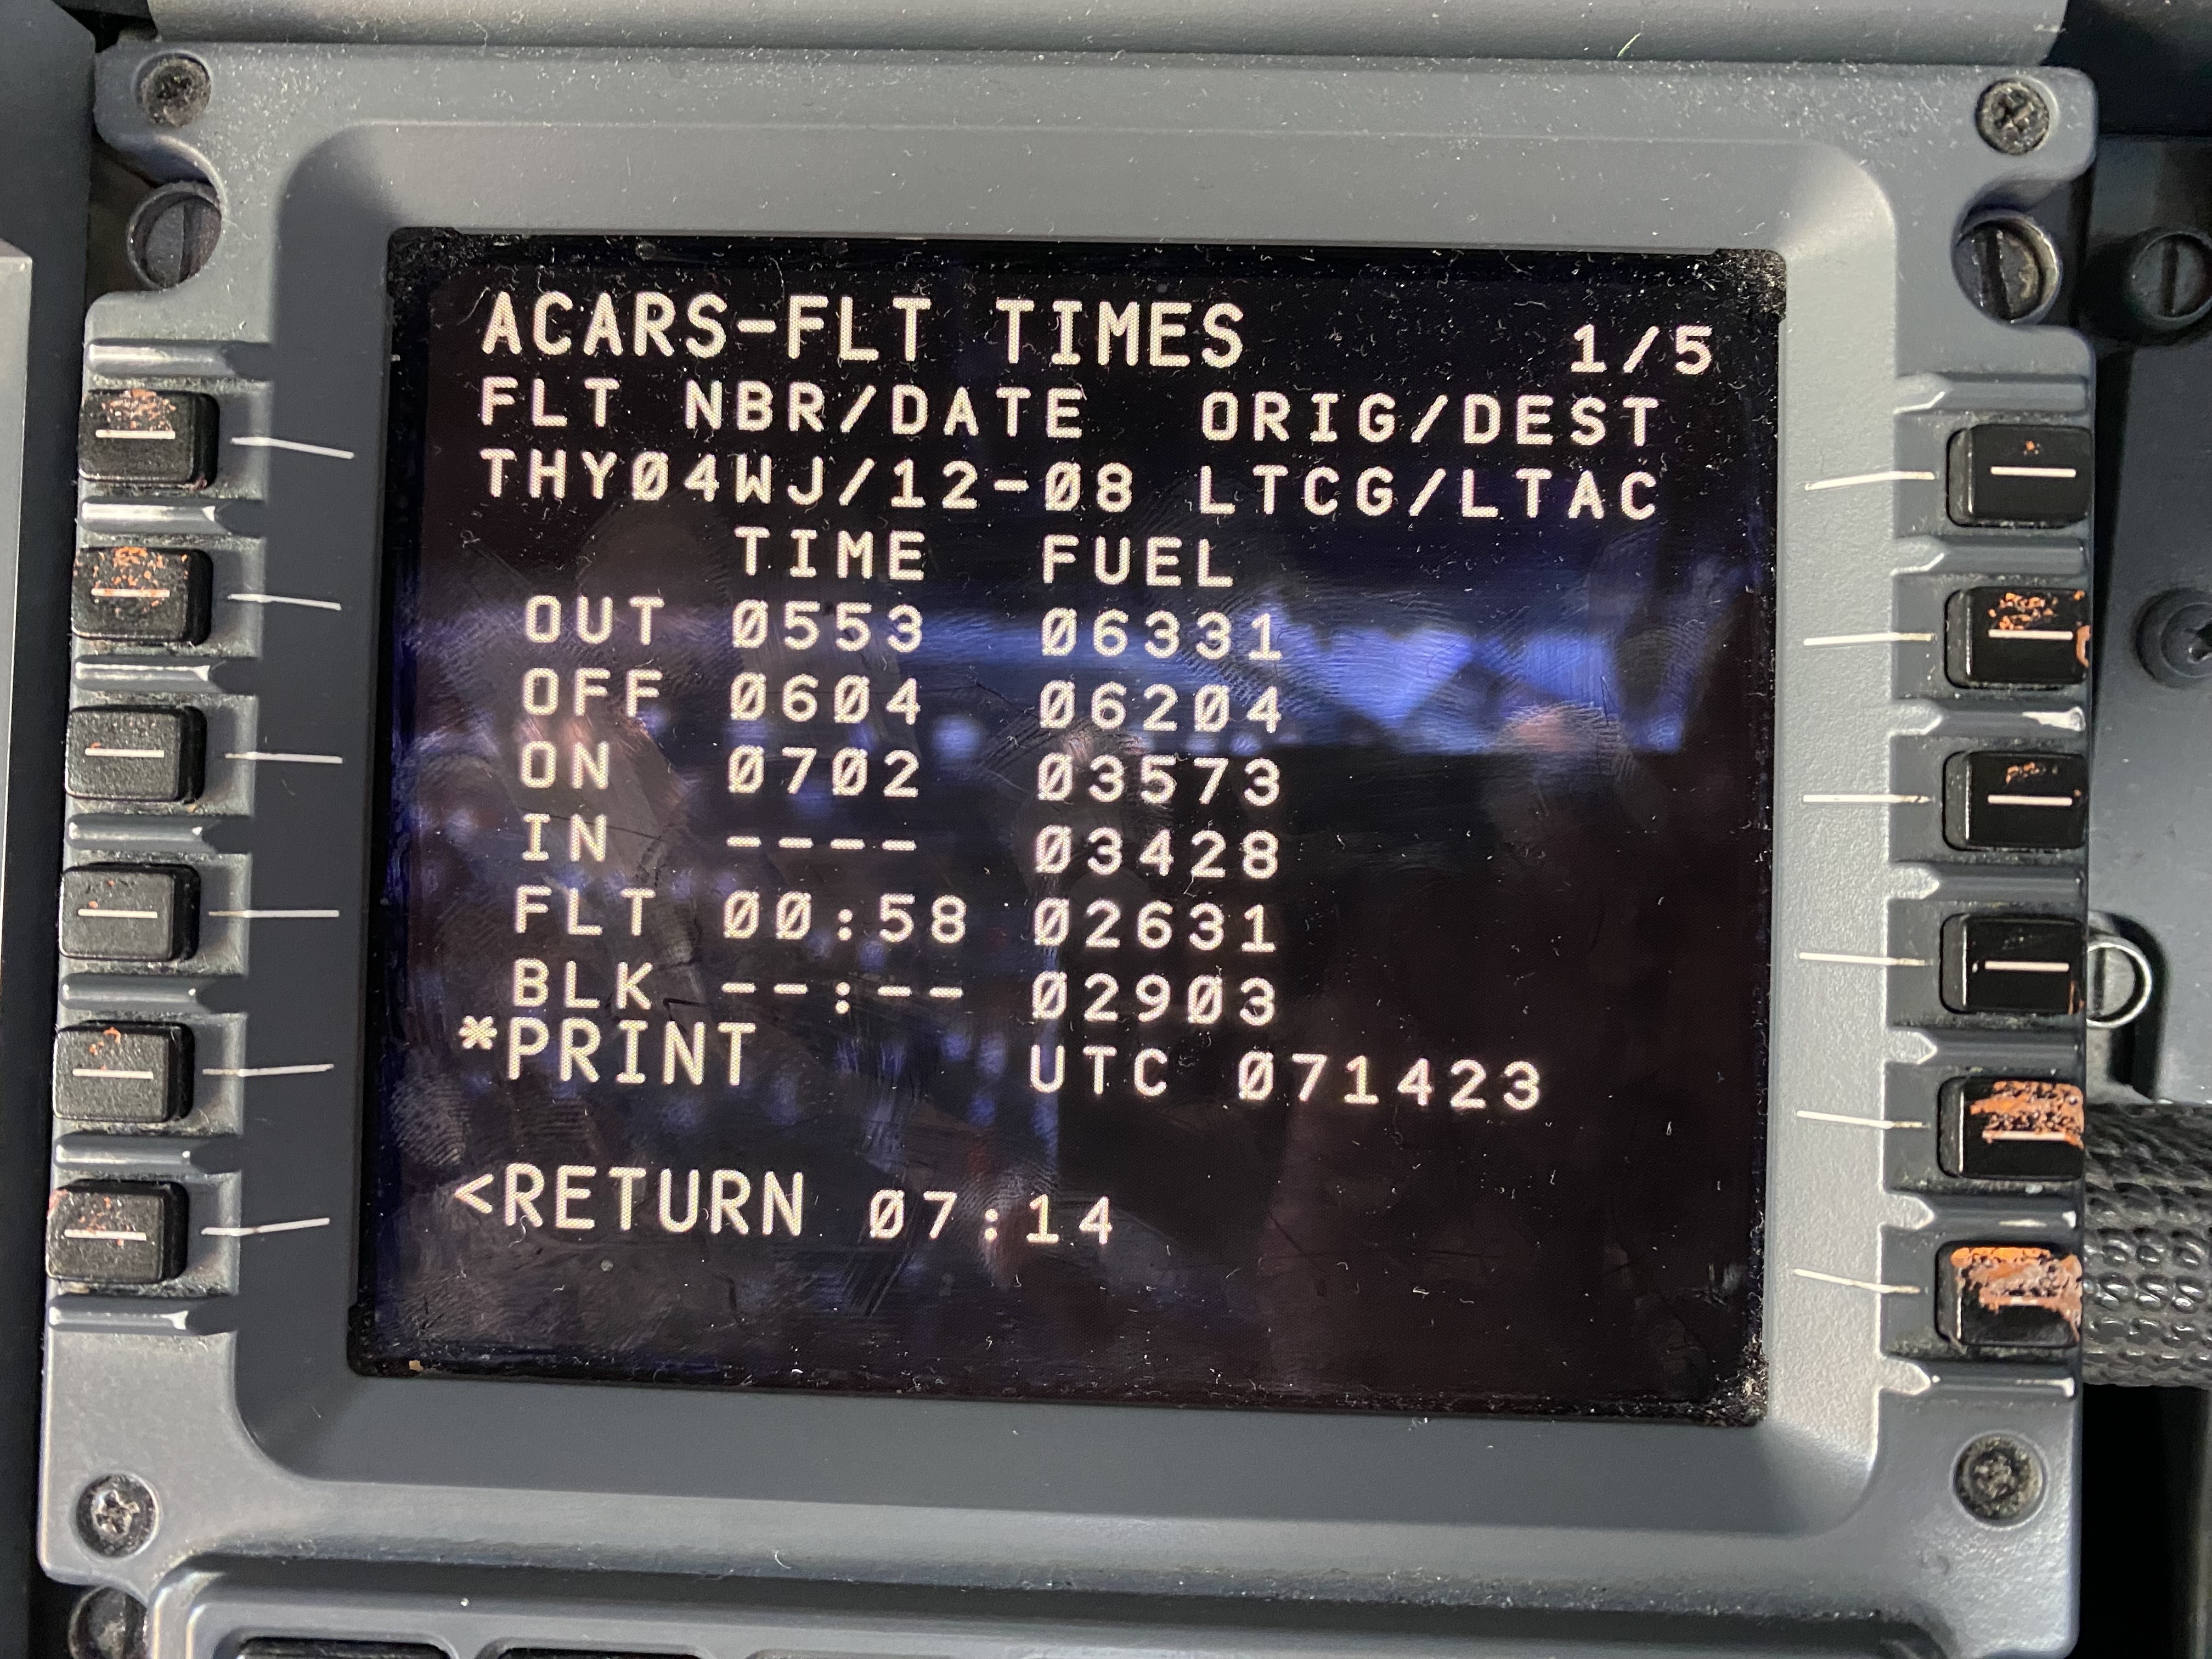 ACARS-FLT TIMES 1/5
FLT NBR/DATE ORIG/DEST
THY04WJ/12-08 LTCG/LTAC
TIME FUEL
OUT 0553 06331
OFF 0604 06204
ON 0702 03573
IN ---- 03428
FLT 00:58 02631
BLK --:-- 02903
*PRINT UTC 071423
<RETURN 07:14